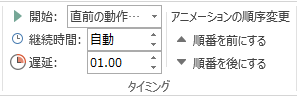 開始: 直前の動作… アニメーションの順序変更
継続時間: 自動 順番を前にする
遅延: 01.00 順番を後にする
タイミング